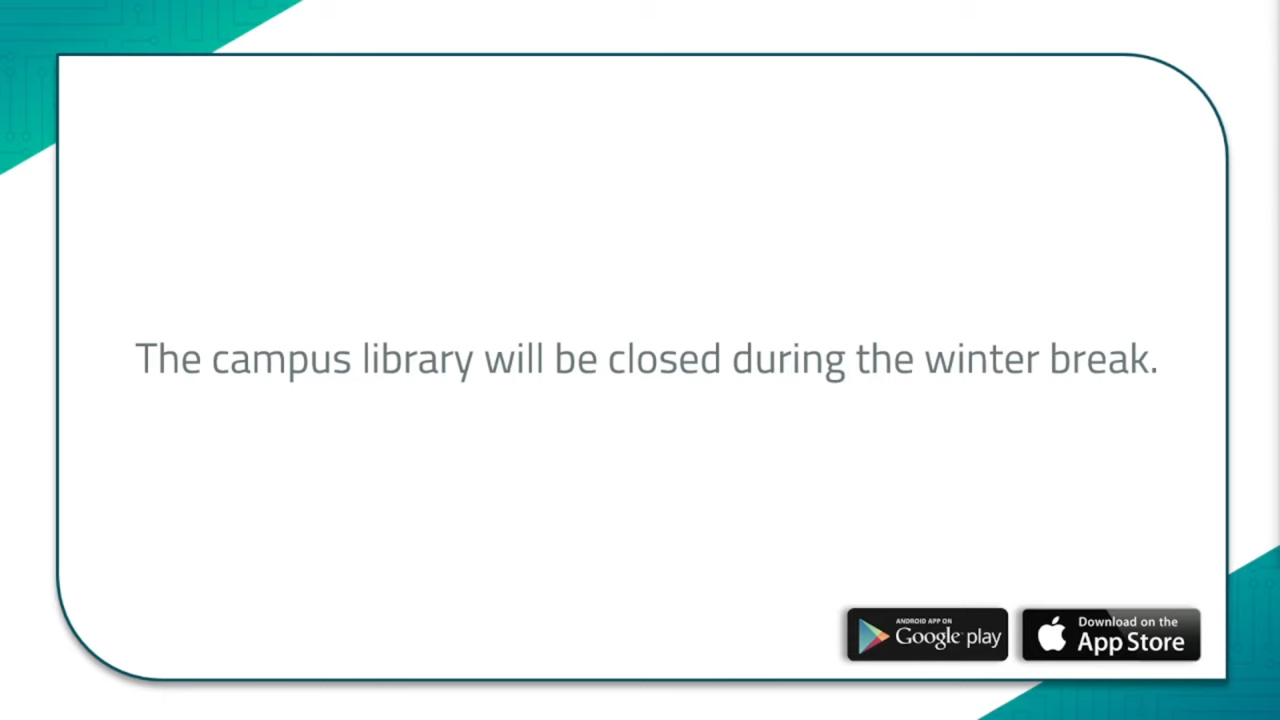 The campus library will be closed during the winter break.
ANDROID APP ON
Google play
Download on the
App Store